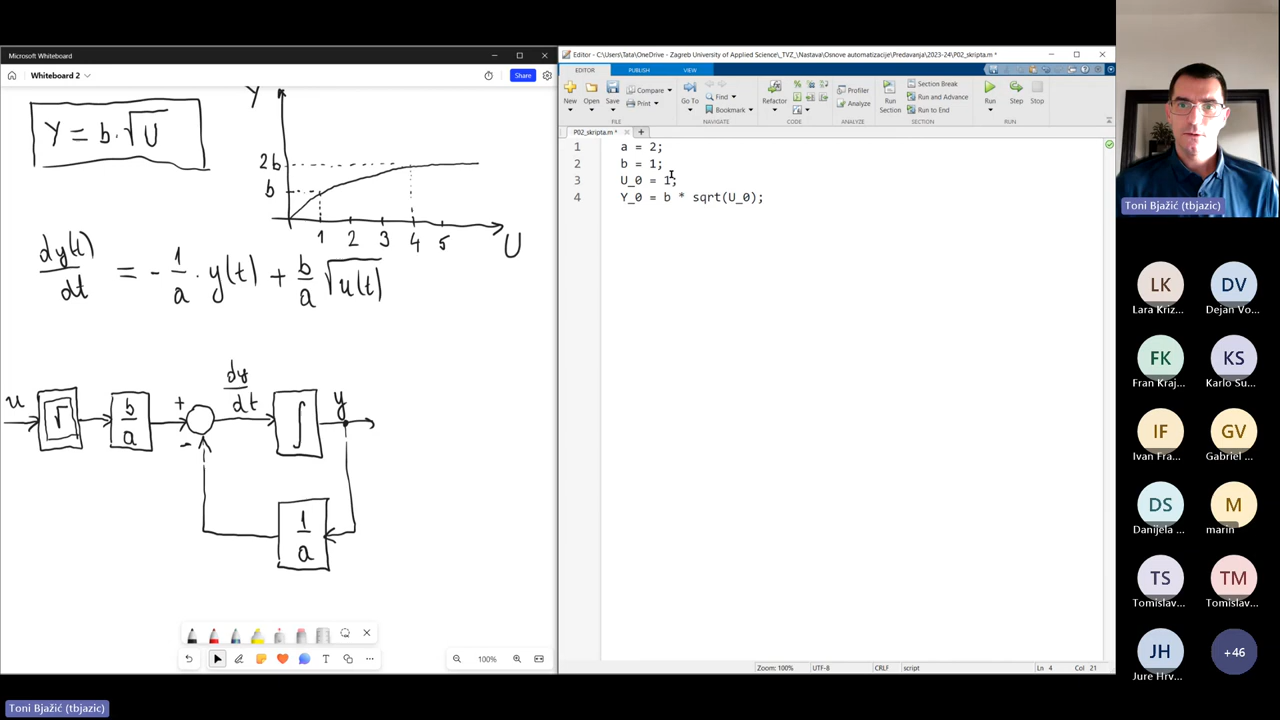 Microsoft Whiteboard
Whiteboard 2
Share
Y = b·√U
Y
2b
b
1 2 3 4 5
U
dy(t)/dt = -1/a · y(t) + b/a √u(t)
u
√
b/a
+
-
dy/dt
∫
y
1/a
100%
Editor - C:\Users\Tata\OneDrive - Zagreb University of Applied Science\_TVZ_\Nastava\Osnove automatizacije\Predavanja\2023-24\P02_skripta.m *
EDITOR PUBLISH VIEW
New Open Save Compare Print
Go To Find Bookmark
Refactor
Profiler Analyze
Run Section Section Break Run and Advance Run to End
Run Step Stop
FILE NAVIGATE CODE ANALYZE SECTION RUN
P02_skripta.m *
1 a = 2;
2 b = 1;
3 U_0 = 1;
4 Y_0 = b * sqrt(U_0);
Zoom: 100% UTF-8 CRLF script Ln 4 Col 21
Toni Bjažić (tbjazic)
LK DV
Lara Kriz... Dejan Vo...
FK KS
Fran Kraj... Karlo Su...
IF GV
Ivan Fra... Gabriel ...
DS M
Danijela ... marin
TS TM
Tomislav... Tomislav...
JH +46
Jure Hrv...
Toni Bjažić (tbjazic)